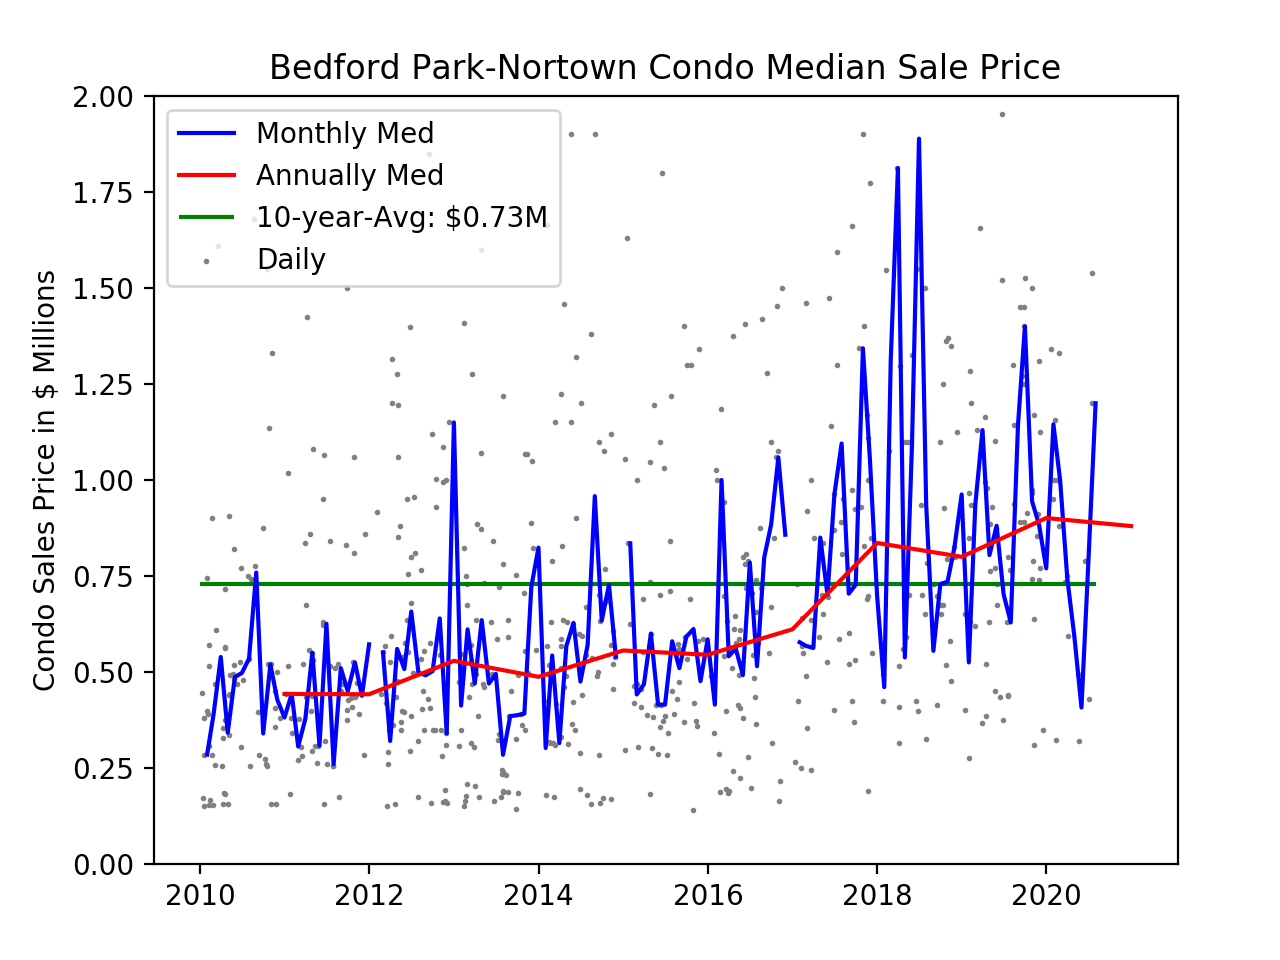 Bedford Park-Nortown Condo Median Sale Price
Condo Sales Price in $ Millions
2.00
1.75
1.50
1.25
1.00
0.75
0.50
0.25
0.00
Monthly Med
Annually Med
10-year-Avg: $0.73M
Daily
2010 2012 2014 2016 2018 2020